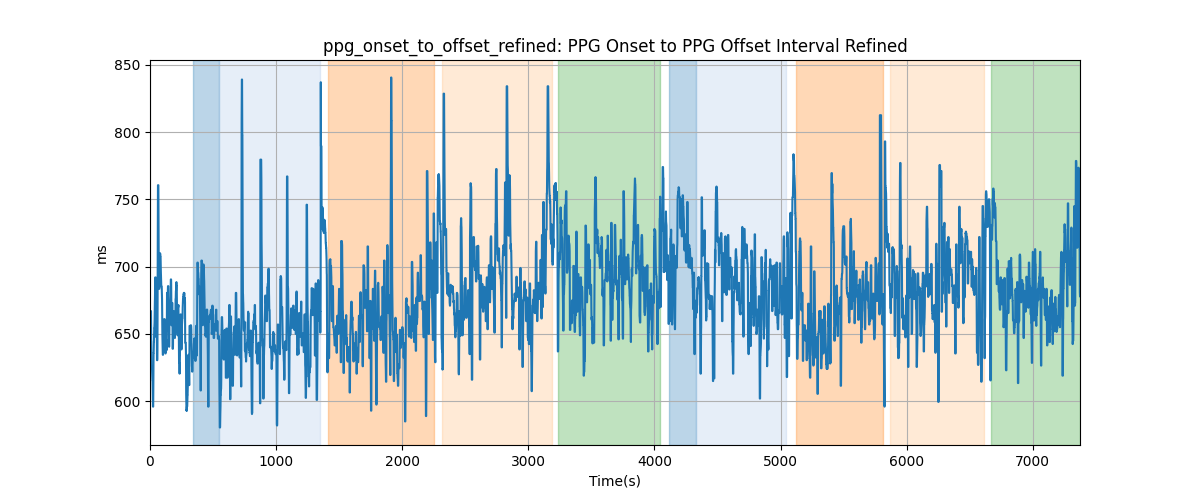 ppg_onset_to_offset_refined: PPG Onset to PPG Offset Interval Refined
850
800
750
700
650
600
ms
0 1000 2000 3000 4000 5000 6000 7000
Time(s)